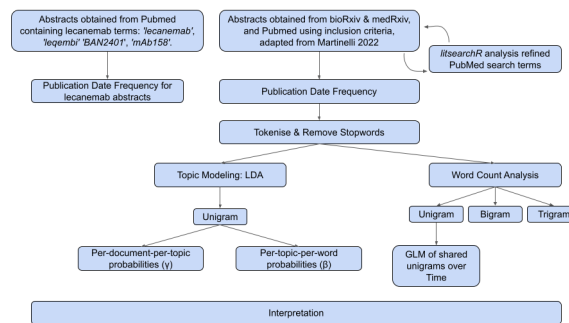 Abstracts obtained from Pubmed
containing lecanemab terms: 'lecanemab',
'leqembi' 'BAN2401', 'mAb158'.
Abstracts obtained from bioRxiv & medRxiv,
and Pubmed using inclusion criteria,
adapted from Martinelli 2022
litsearchR analysis refined
PubMed search terms
Publication Date Frequency for
lecanemab abstracts
Publication Date Frequency
Tokenise & Remove Stopwords
Topic Modeling: LDA
Word Count Analysis
Unigram
Unigram
Bigram
Trigram
Per-document-per-topic
probabilities (γ)
Per-topic-per-word
probabilities (β)
GLM of shared
unigrams over
Time
Interpretation